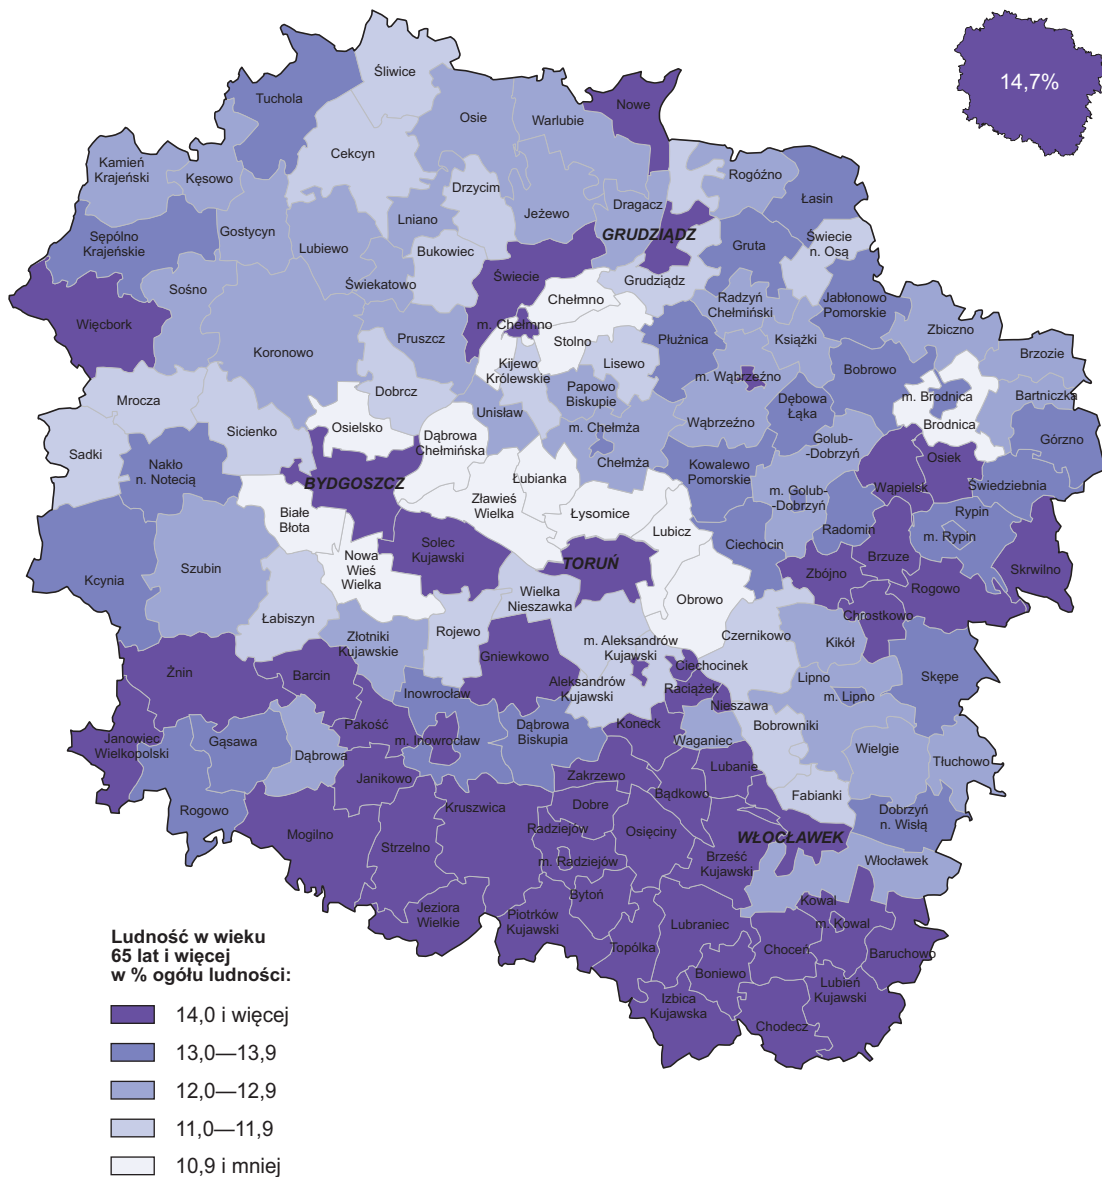 14,7%
Śliwice
Tuchola
Nowe
Osie
Warlubie
Cekcyn
Kamień
Krajeński
Kęsowo
Rogóźno
Drzycim
Łasin
Dragacz
Lniano
Jeżewo
Gostycyn
GRUDZIĄDZ
Sępólno
Krajeńskie
Lubiewo
Bukowiec
Gruta
Świecie
n. Osą
Świecie
Grudziądz
Sośno
Świekatowo
Chełmno
Radzyń
Chełmiński
Jabłonowo
Pomorskie
Więcbork
m. Chełmno
Zbiczno
Koronowo
Pruszcz
Stolno
Płużnica
Książki
Brzozie
Kijewo
Królewskie
Lisewo
Bobrowo
m. Wąbrzeźno
Papowo
Biskupie
Dobrcz
Mrocza
m. Brodnica
Bartniczka
Dębowa
Łąka
Unisław
Osielsko
Sicienko
m. Chełmża
Wąbrzeźno
Brodnica
Dąbrowa
Chełmińska
Golub-
Dobrzyń
Górzno
Sadki
Osiek
Nakło
n. Notecią
Chełmża
Kowalewo
Pomorskie
BYDGOSZCZ
Łubianka
Wąpielsk
Świedziebnia
m. Golub-
-Dobrzyń
Zławieś
Wielka
Białe
Błota
Łysomice
Rypin
Lubicz
Radomin
m. Rypin
Solec
Kujawski
Ciechocin
Nowa
Wieś
Wielka
Brzuze
TORUŃ
Szubin
Zbójno
Skrwilno
Kcynia
Rogowo
Wielka
Nieszawka
Obrowo
Chrostkowo
Łabiszyn
Rojewo
Czernikowo
Złotniki
Kujawskie
m. Aleksandrów
Kujawski
Kikół
Gniewkowo
Ciechocinek
Żnin
Barcin
Lipno
Skępe
Aleksandrów
Kujawski
Raciążek
Inowrocław
m. Lipno
Nieszawa
Pakość
Koneck
Dąbrowa
Biskupia
Bobrowniki
Janowiec
Wielkopolski
Gąsawa
m. Inowrocław
Waganiec
Wielgie
Dąbrowa
Tłuchowo
Lubanie
Janikowo
Zakrzewo
Bądkowo
Fabianki
Rogowo
Kruszwica
Dobre
Dobrzyń
n. Wisłą
Mogilno
Radziejów
Osięciny
WŁOCŁAWEK
Strzelno
m. Radziejów
Brześć
Kujawski
Włocławek
Bytoń
Kowal
Jeziora
Wielkie
Piotrków
Kujawski
Lubraniec
m. Kowal
Topólka
Choceń
Baruchowo
Boniewo
Lubień
Kujawski
Izbica
Kujawska
Chodecz
Ludność w wieku
65 lat i więcej
w % ogółu ludności:
14,0 i więcej
13,0—13,9
12,0—12,9
11,0—11,9
10,9 i mniej